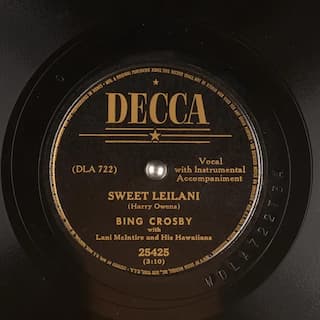 DECCA
(DLA 722)
Vocal
with Instrumental
Accompaniment
SWEET LEILANI
(Harry Owens)
BING CROSBY
with
Lani McIntire and His Hawaiians
25425
(3:10)